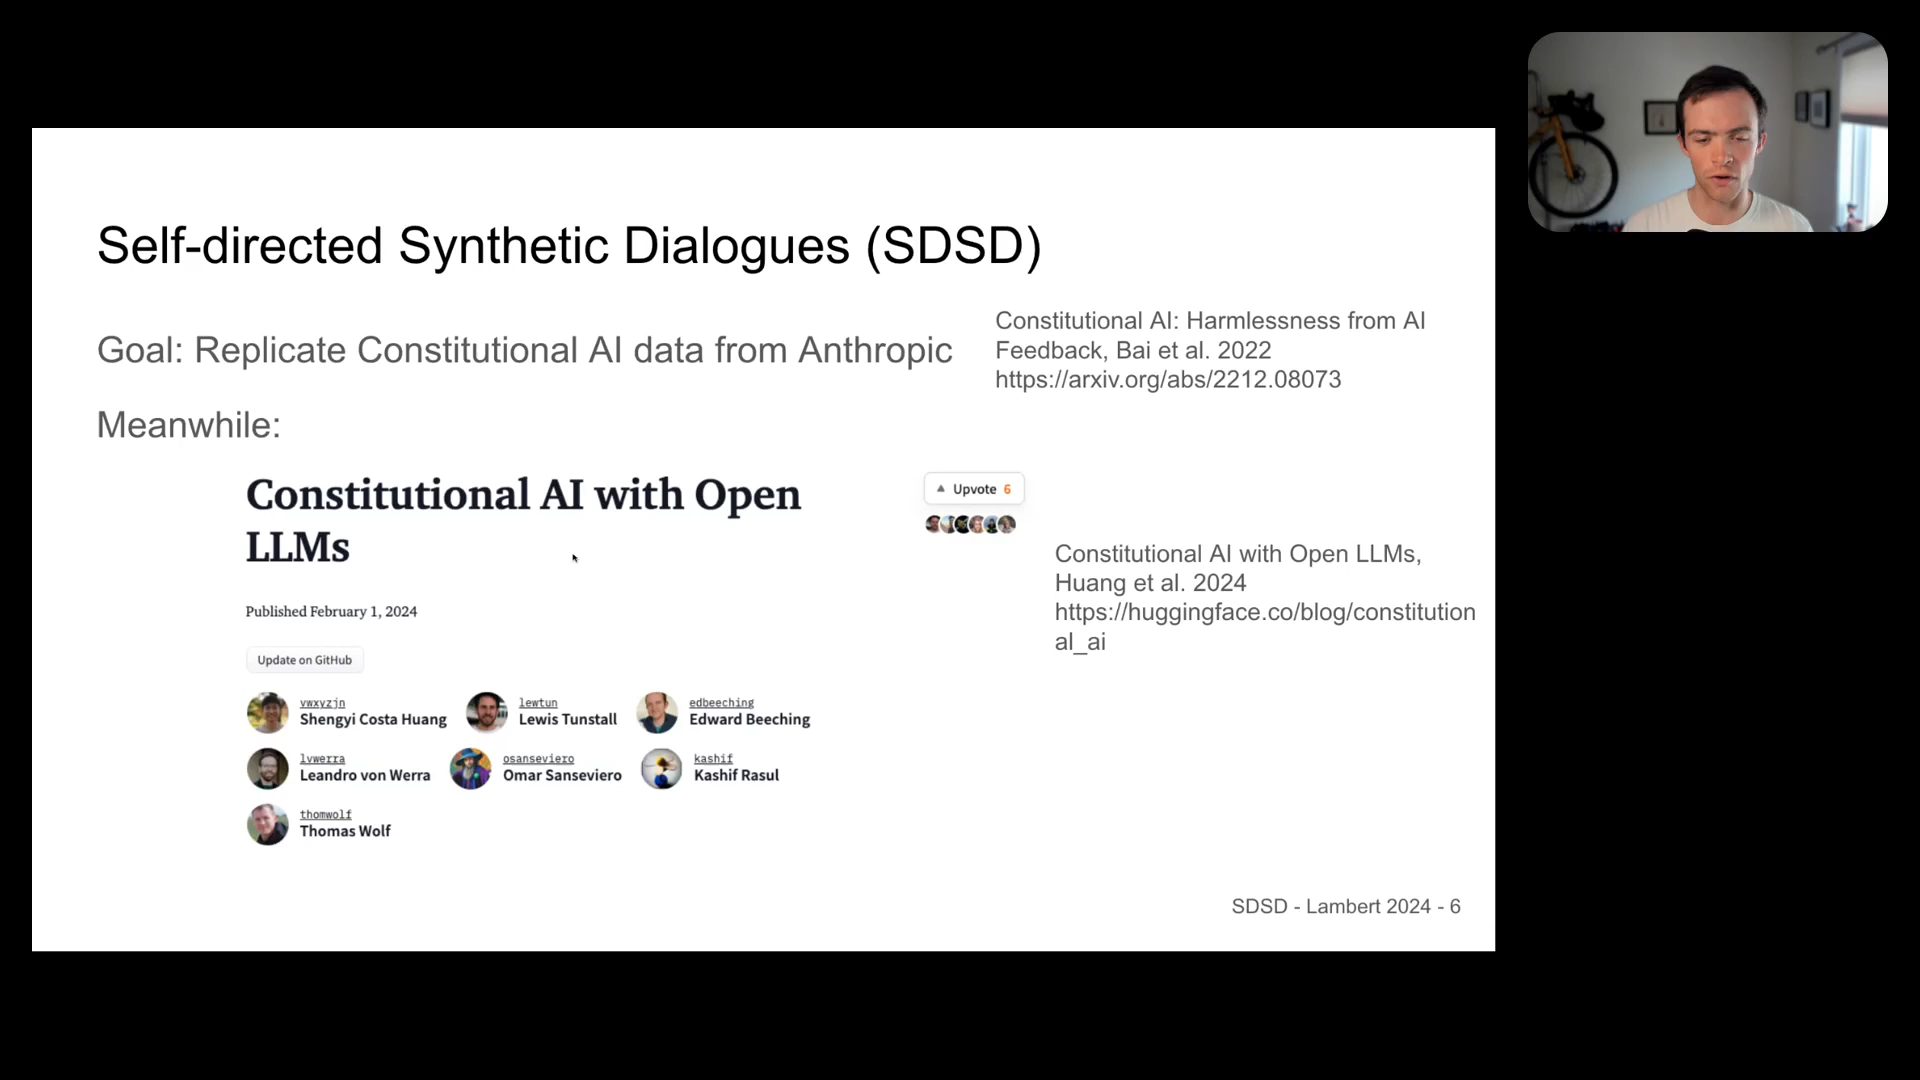 Self-directed Synthetic Dialogues (SDSD)
Goal: Replicate Constitutional AI data from Anthropic
Constitutional AI: Harmlessness from AI
Feedback, Bai et al. 2022
https://arxiv.org/abs/2212.08073
Meanwhile:
Constitutional AI with Open
LLMs
Upvote 6
Published February 1, 2024
Update on GitHub
Constitutional AI with Open LLMs,
Huang et al. 2024
https://huggingface.co/blog/constitution
al_ai
vwxyzjn
Shengyi Costa Huang
lewtun
Lewis Tunstall
edbeeching
Edward Beeching
lvwerra
Leandro von Werra
osanseviero
Omar Sanseviero
kashif
Kashif Rasul
thomwolf
Thomas Wolf
SDSD - Lambert 2024 - 6